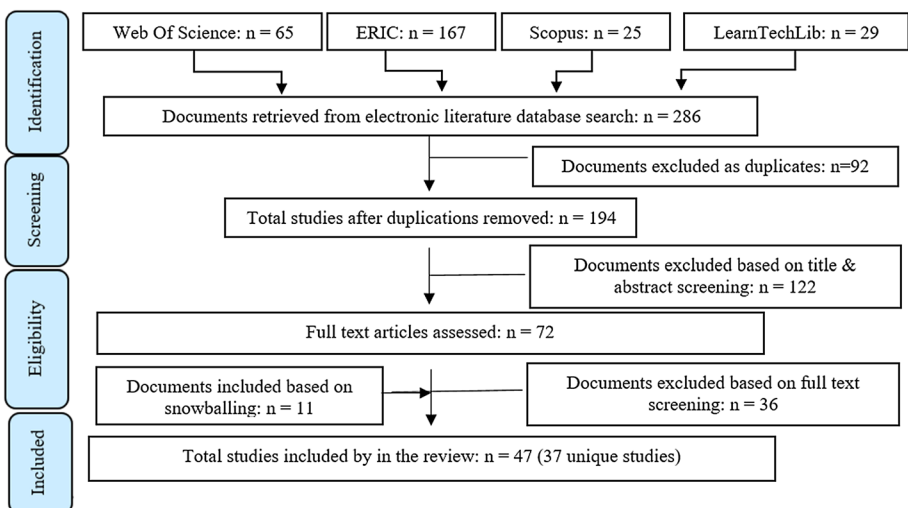 Identification
Web Of Science: n = 65
ERIC: n = 167
Scopus: n = 25
LearnTechLib: n = 29
Documents retrieved from electronic literature database search: n = 286
Documents excluded as duplicates: n=92
Screening
Total studies after duplications removed: n = 194
Documents excluded based on title &
abstract screening: n = 122
Eligibility
Full text articles assessed: n = 72
Documents included based on
snowballing: n = 11
Documents excluded based on full text
screening: n = 36
Included
Total studies included by in the review: n = 47 (37 unique studies)